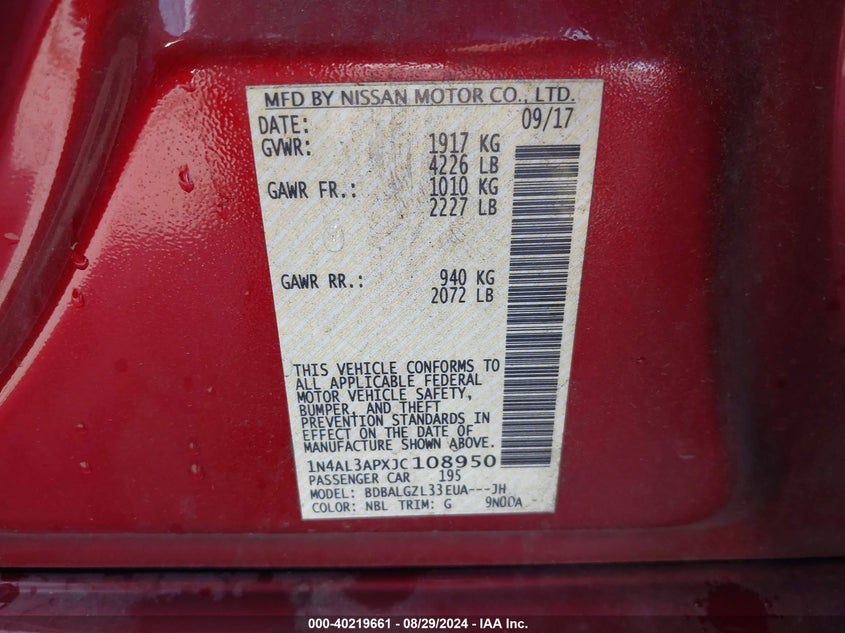 MFD BY NISSAN MOTOR CO., LTD.
DATE: 09/17
GVWR: 1917 KG
4226 LB
GAWR FR.: 1010 KG
2227 LB
GAWR RR.: 940 KG
2072 LB
THIS VEHICLE CONFORMS TO
ALL APPLICABLE FEDERAL
MOTOR VEHICLE SAFETY,
BUMPER, AND THEFT
PREVENTION STANDARDS IN
EFFECT ON THE DATE OF
MANUFACTURE SHOWN ABOVE.
1N4AL3APXJC108950
PASSENGER CAR 195
MODEL: BDBALGZL33EUA---JH
COLOR: NBL TRIM: G 9N00A
000-40219661 - 08/29/2024 - IAA Inc.